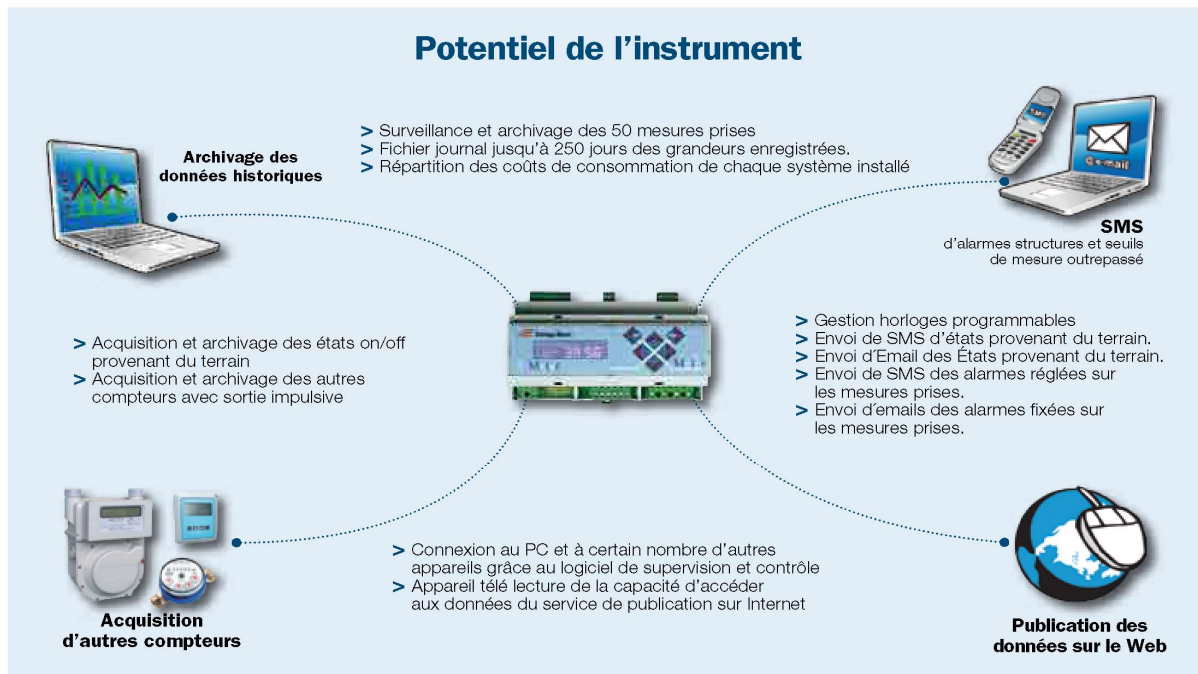 Potentiel de l'instrument
> Surveillance et archivage des 50 mesures prises
> Fichier journal jusqu'à 250 jours des grandeurs enregistrées.
> Répartition des coûts de consommation de chaque système installé
Archivage des
données historiques
SMS
@ e-mail
SMS
d'alarmes structures et seuils
de mesure outrepassé
> Acquisition et archivage des états on/off
provenant du terrain
> Acquisition et archivage des autres
compteurs avec sortie impulsive
> Gestion horloges programmables
> Envoi de SMS d'états provenant du terrain.
> Envoi d´Email des États provenant du terrain.
> Envoi de SMS des alarmes réglées sur
les mesures prises.
> Envoi d´emails des alarmes fixées sur
les mesures prises.
> Connexion au PC et à certain nombre d'autres
appareils grâce au logiciel de supervision et contrôle
> Appareil télé lecture de la capacité d'accéder
aux données du service de publication sur Internet
Acquisition
d'autres compteurs
Publication des
données sur le Web